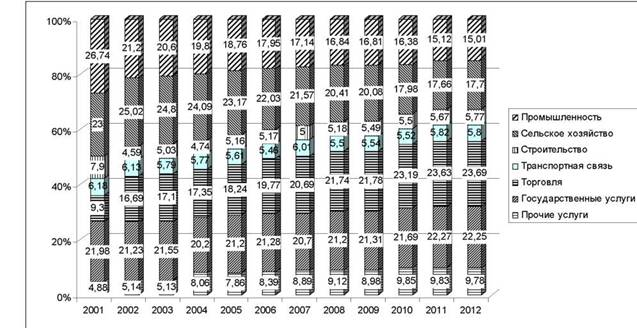 100%
26,74 21,2 20,6 19,8 18,76 17,95 17,14 16,84 16,81 16,38 15,12 15,01
80%
23 25,02 24,8 24,09 23,17 22,03 21,57 20,41 20,08 17,98 17,66 17,7
60%
7,9 4,59 5,03 4,74 5,16 5,17 5 5,18 5,49 5,5 5,67 5,77
6,18 6,13 5,79 5,77 5,61 5,46 6,01 5,5 5,54 5,52 5,82 5,8
40%
9,3 16,69 17,1 17,35 18,24 19,77 20,69 21,74 21,78 23,19 23,63 23,69
20%
21,98 21,23 21,55 20,2 21,2 21,28 20,7 21,2 21,31 21,69 22,27 22,25
4,88 5,14 5,13 8,06 7,86 8,39 8,89 9,12 8,98 9,85 9,83 9,78
0%
2001 2002 2003 2004 2005 2006 2007 2008 2009 2010 2011 2012
Промышленность
Сельское хозяйство
Строительство
Транспортная связь
Торговля
Государственные услуги
Прочие услуги